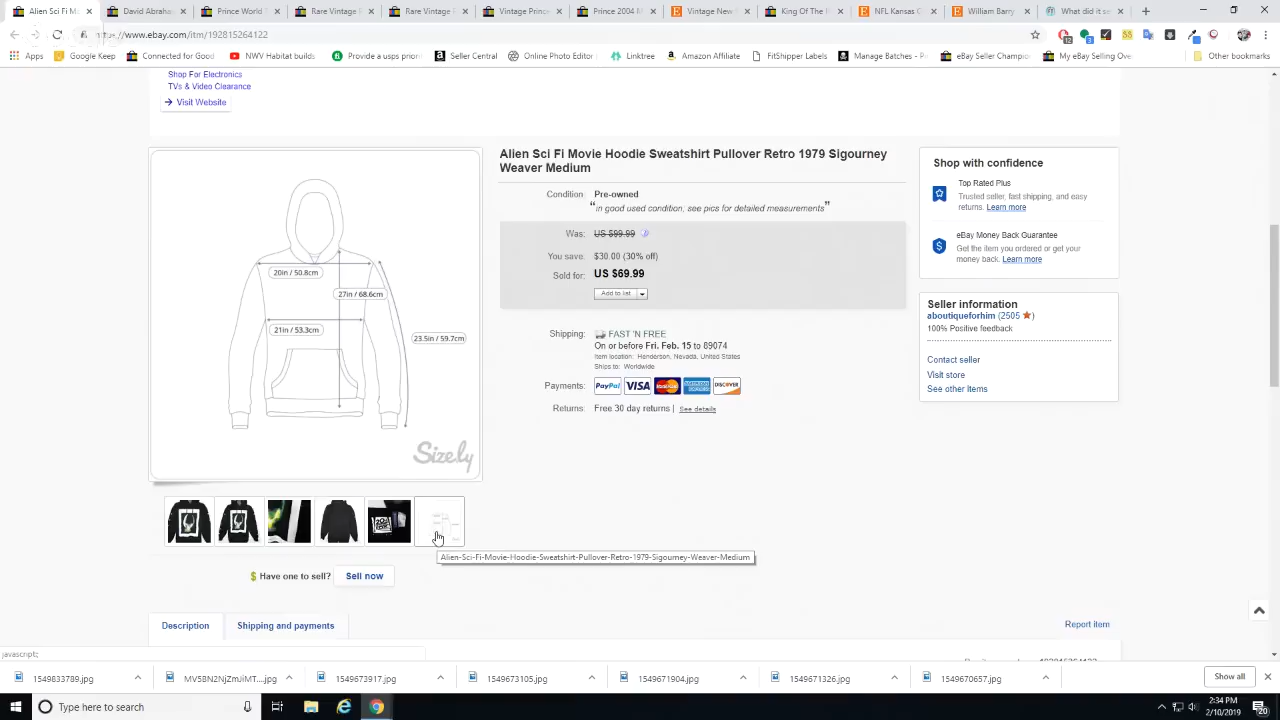 Alien Sci Fi M
David Abraha
Prince World
Rare Vintage
Rare Vintage
Vintage Prince
Prince 2004 M
Vintage New
King Of The
NFL Kansas C
William Barry
What did it se
https://www.ebay.com/itm/192815264122
Apps
Google Keep
Connected for Good
NWV Habitat builds
Amazon Affiliate
Seller Central
Online Photo Editor
Linktree
FitShipper Labels
Manage Batches - P
eBay Seller Champi
My eBay Selling Ove
Other bookmarks
Shop For Electronics
TVs & Video Clearance
Visit Website
Alien Sci Fi Movie Hoodie Sweatshirt Pullover Retro 1979 Sigourney
Weaver Medium
Condition: Pre-owned
“in good used condition; see pics for detailed measurements”
Was: US $99.99
You save: $30.00 (30% off)
Sold for: US $69.99
Add to list
Shipping: FAST 'N FREE
On or before Fri. Feb. 15 to 89074
Item location: Henderson, Nevada, United States
Ships to: Worldwide
Payments: PayPal VISA MasterCard DISCOVER
Returns: Free 30 day returns | See details
Shop with confidence
Top Rated Plus
Trusted seller, fast shipping, and easy
returns. Learn more
eBay Money Back Guarantee
Get the item you ordered or get your
money back. Learn more
Seller information
aboutiqueforhim (2505 )
100% Positive feedback
Contact seller
Visit store
See other items
20in / 50.8cm
27in / 68.6cm
21in / 53.3cm
23.5in / 59.7cm
Size.ly
Alien-Sci-Fi-Movie-Hoodie-Sweatshirt-Pullover-Retro-1979-Sigourney-Weaver-Medium
Have one to sell? Sell now
Description
Shipping and payments
Report item
javascript:;
1549833789.jpg
MV5BN2NjZmJiMT....jpg
1549673917.jpg
1549673105.jpg
1549671904.jpg
1549671326.jpg
1549670657.jpg
Show all
Type here to search
2:34 PM
2/10/2019
20